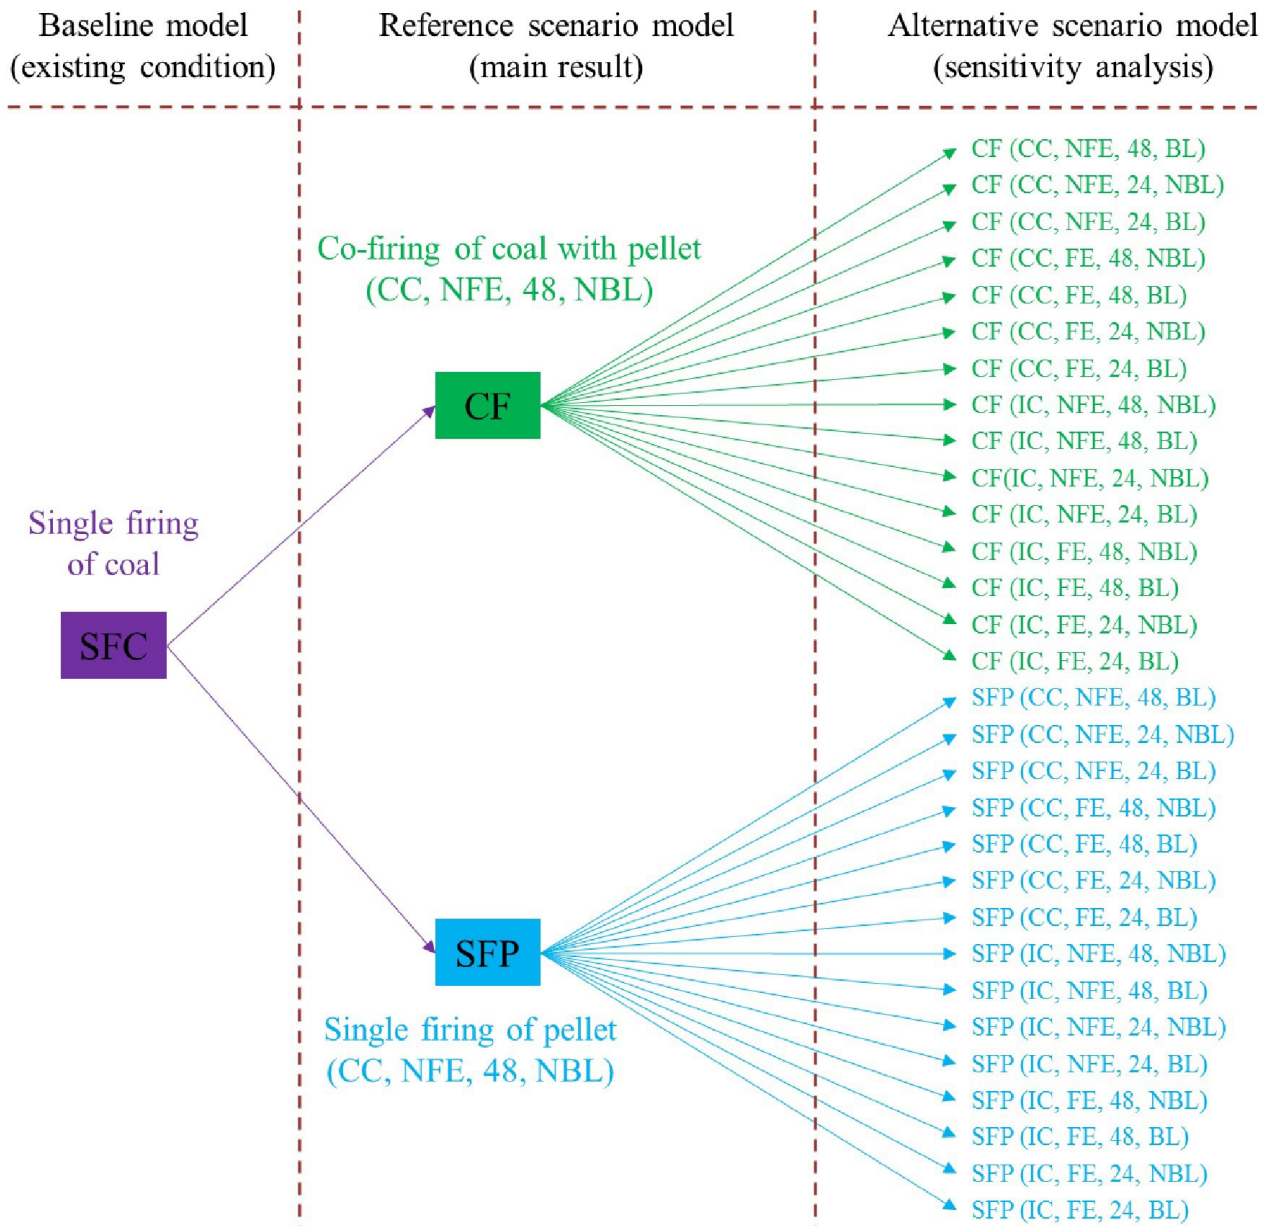 Baseline model
(existing condition)
Reference scenario model
(main result)
Alternative scenario model
(sensitivity analysis)
Single firing
of coal
SFC
Co-firing of coal with pellet
(CC, NFE, 48, NBL)
CF
SFP
Single firing of pellet
(CC, NFE, 48, NBL)
CF (CC, NFE, 48, BL)
CF (CC, NFE, 24, NBL)
CF (CC, NFE, 24, BL)
CF (CC, FE, 48, NBL)
CF (CC, FE, 48, BL)
CF (CC, FE, 24, NBL)
CF (CC, FE, 24, BL)
CF (IC, NFE, 48, NBL)
CF (IC, NFE, 48, BL)
CF(IC, NFE, 24, NBL)
CF (IC, NFE, 24, BL)
CF (IC, FE, 48, NBL)
CF (IC, FE, 48, BL)
CF (IC, FE, 24, NBL)
CF (IC, FE, 24, BL)
SFP (CC, NFE, 48, BL)
SFP (CC, NFE, 24, NBL)
SFP (CC, NFE, 24, BL)
SFP (CC, FE, 48, NBL)
SFP (CC, FE, 48, BL)
SFP (CC, FE, 24, NBL)
SFP (CC, FE, 24, BL)
SFP (IC, NFE, 48, NBL)
SFP (IC, NFE, 48, BL)
SFP (IC, NFE, 24, NBL)
SFP (IC, NFE, 24, BL)
SFP (IC, FE, 48, NBL)
SFP (IC, FE, 48, BL)
SFP (IC, FE, 24, NBL)
SFP (IC, FE, 24, BL)